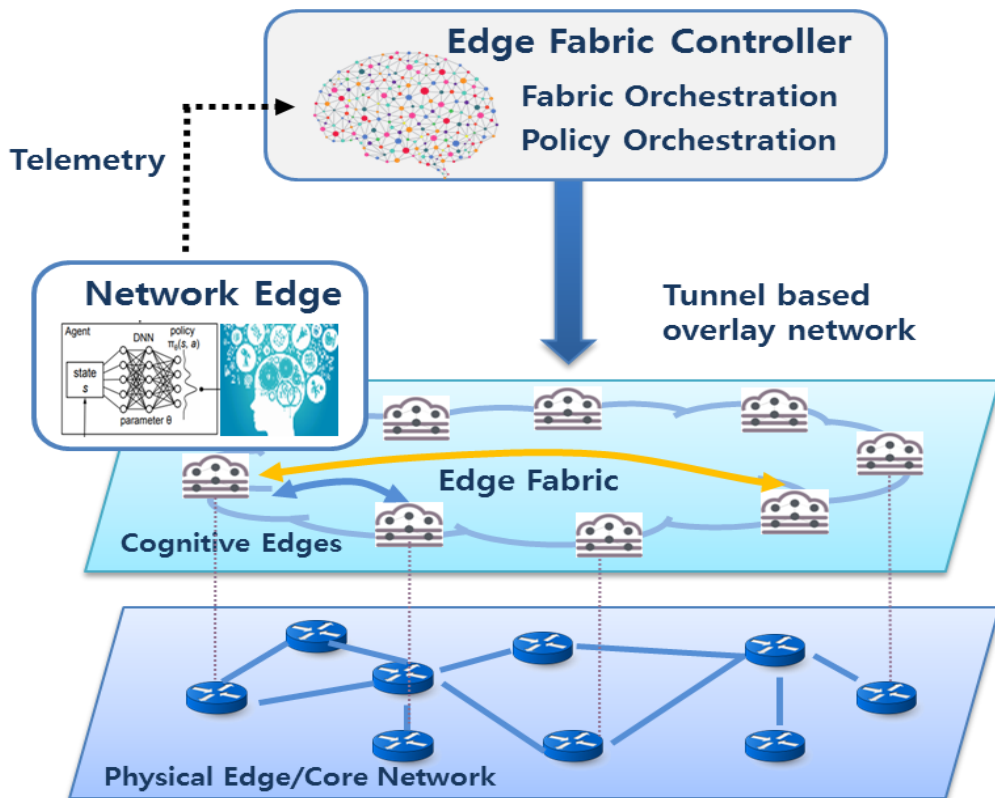 Edge Fabric Controller
Fabric Orchestration
Policy Orchestration
Telemetry
Network Edge
Agent
DNN
policy
πθ(s, a)
state
s
parameter θ
Tunnel based
overlay network
Edge Fabric
Cognitive Edges
Physical Edge/Core Network